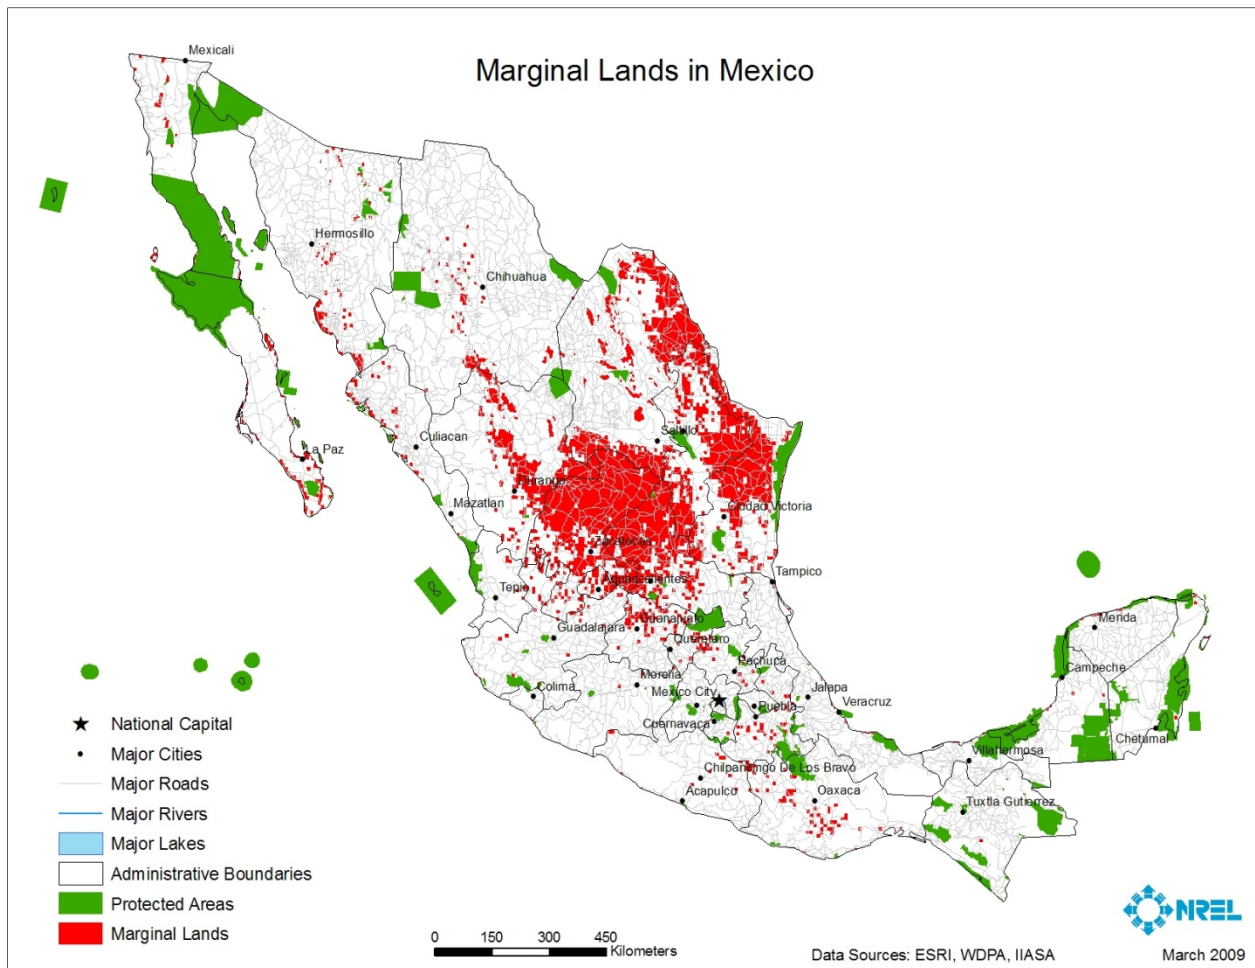 Marginal Lands in Mexico
Mexicali
Hermosillo
Chihuahua
Saltillo
Culiacan
La Paz
Durango
Mazatlan
Ciudad Victoria
Zacatecas
Tampico
Aguascalientes
Tepic
Merida
Guanajuato
Guadalajara
Queretaro
Campeche
Pachuca
Morelia
Colima
Mexico City
Jalapa
Veracruz
Puebla
Cuernavaca
Chetumal
Villahermosa
Chilpancingo De Los Bravo
Acapulco
Oaxaca
Tuxtla Gutierrez
National Capital
Major Cities
Major Roads
Major Rivers
Major Lakes
Administrative Boundaries
Protected Areas
Marginal Lands
0 150 300 450
Kilometers
NREL
Data Sources: ESRI, WDPA, IIASA
March 2009